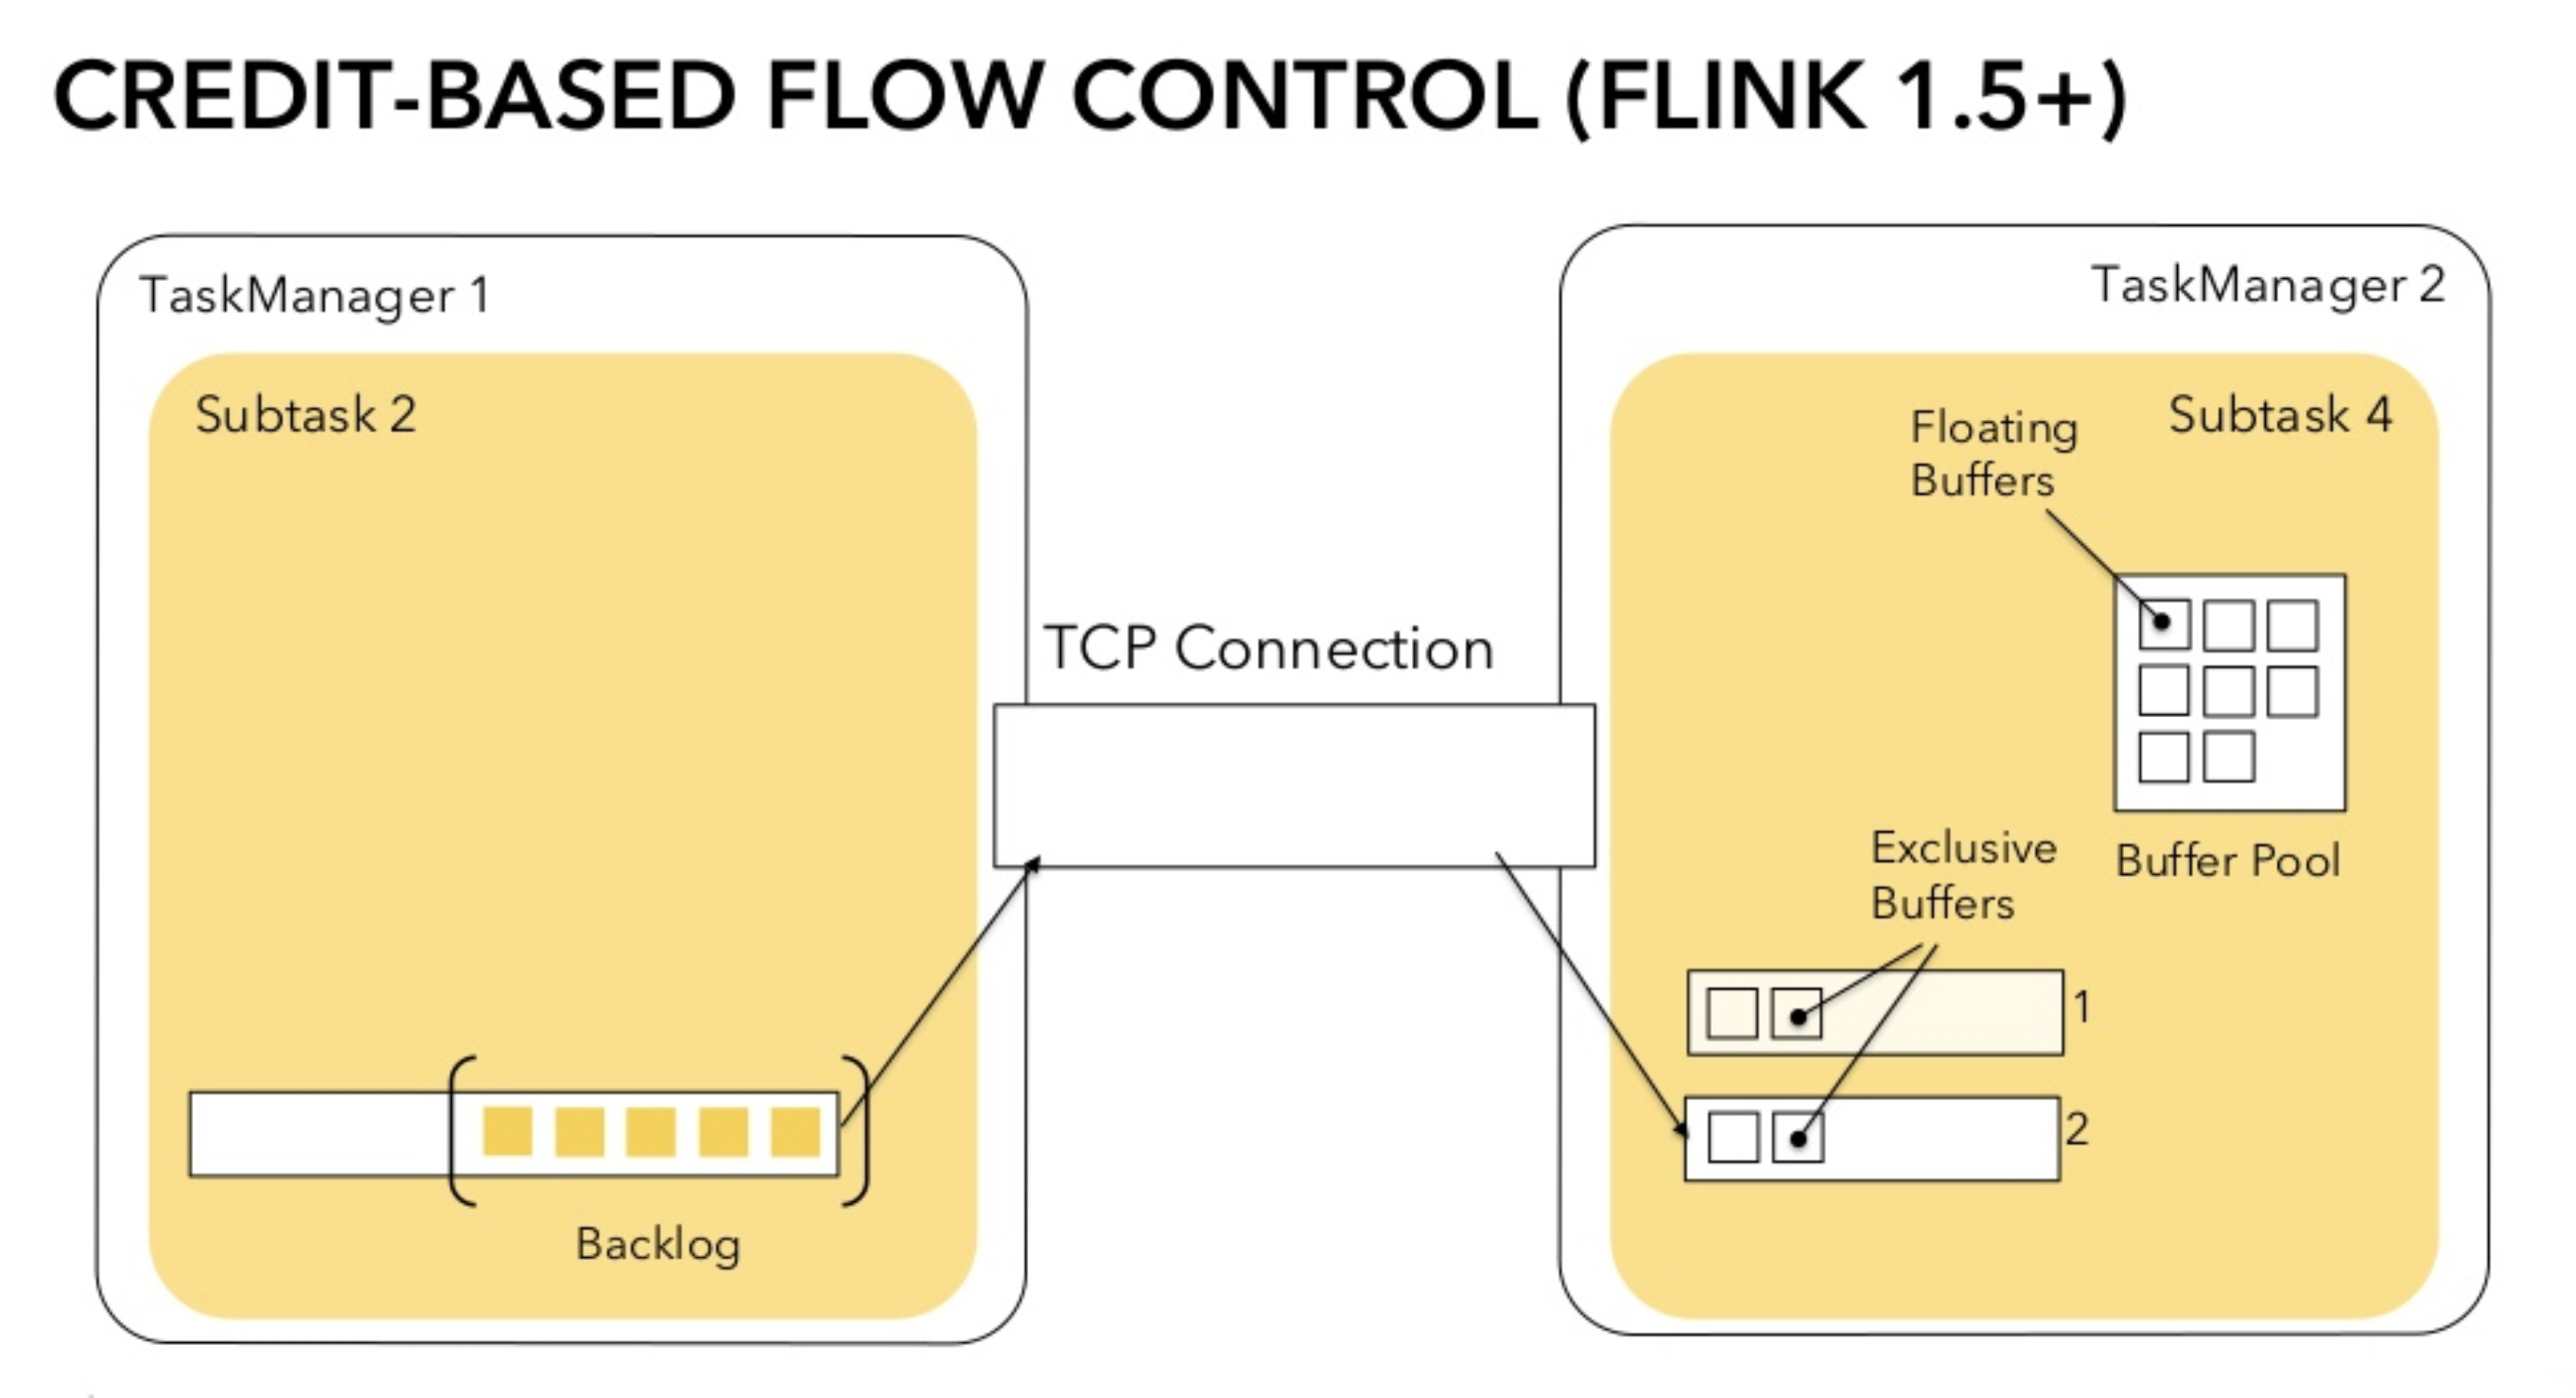 CREDIT-BASED FLOW CONTROL (FLINK 1.5+)
TaskManager 1
Subtask 2
Backlog
TCP Connection
TaskManager 2
Subtask 4
Floating
Buffers
Buffer Pool
Exclusive
Buffers
1
2